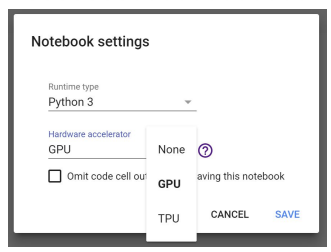 Notebook settings
Runtime type
Python 3
Hardware accelerator
GPU
None
?
Omit code cell
aving this notebook
GPU
TPU
CANCEL
SAVE